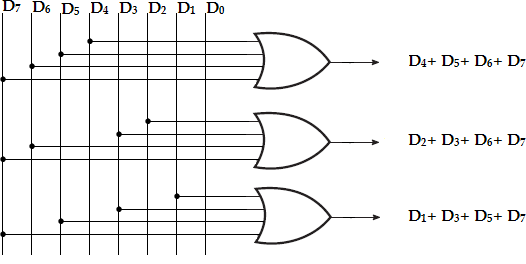 D₇ D₆ D₅ D₄ D₃ D₂ D₁ D₀
D₄+ D₅+ D₆+ D₇
D₂+ D₃+ D₆+ D₇
D₁+ D₃+ D₅+ D₇